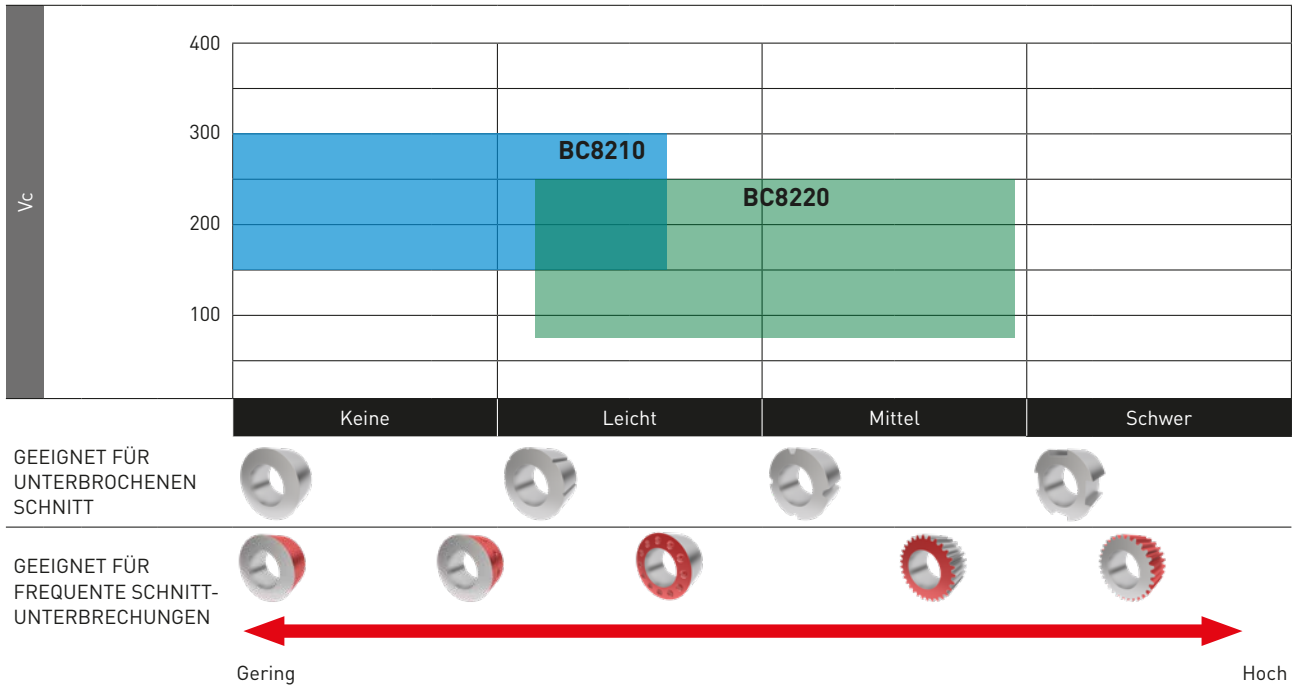 Vc
400
300
200
100
BC8210
BC8220
Keine
Leicht
Mittel
Schwer
GEEIGNET FÜR
UNTERBROCHENEN
SCHNITT
GEEIGNET FÜR
FREQUENTE SCHNITT-
UNTERBRECHUNGEN
Gering
Hoch